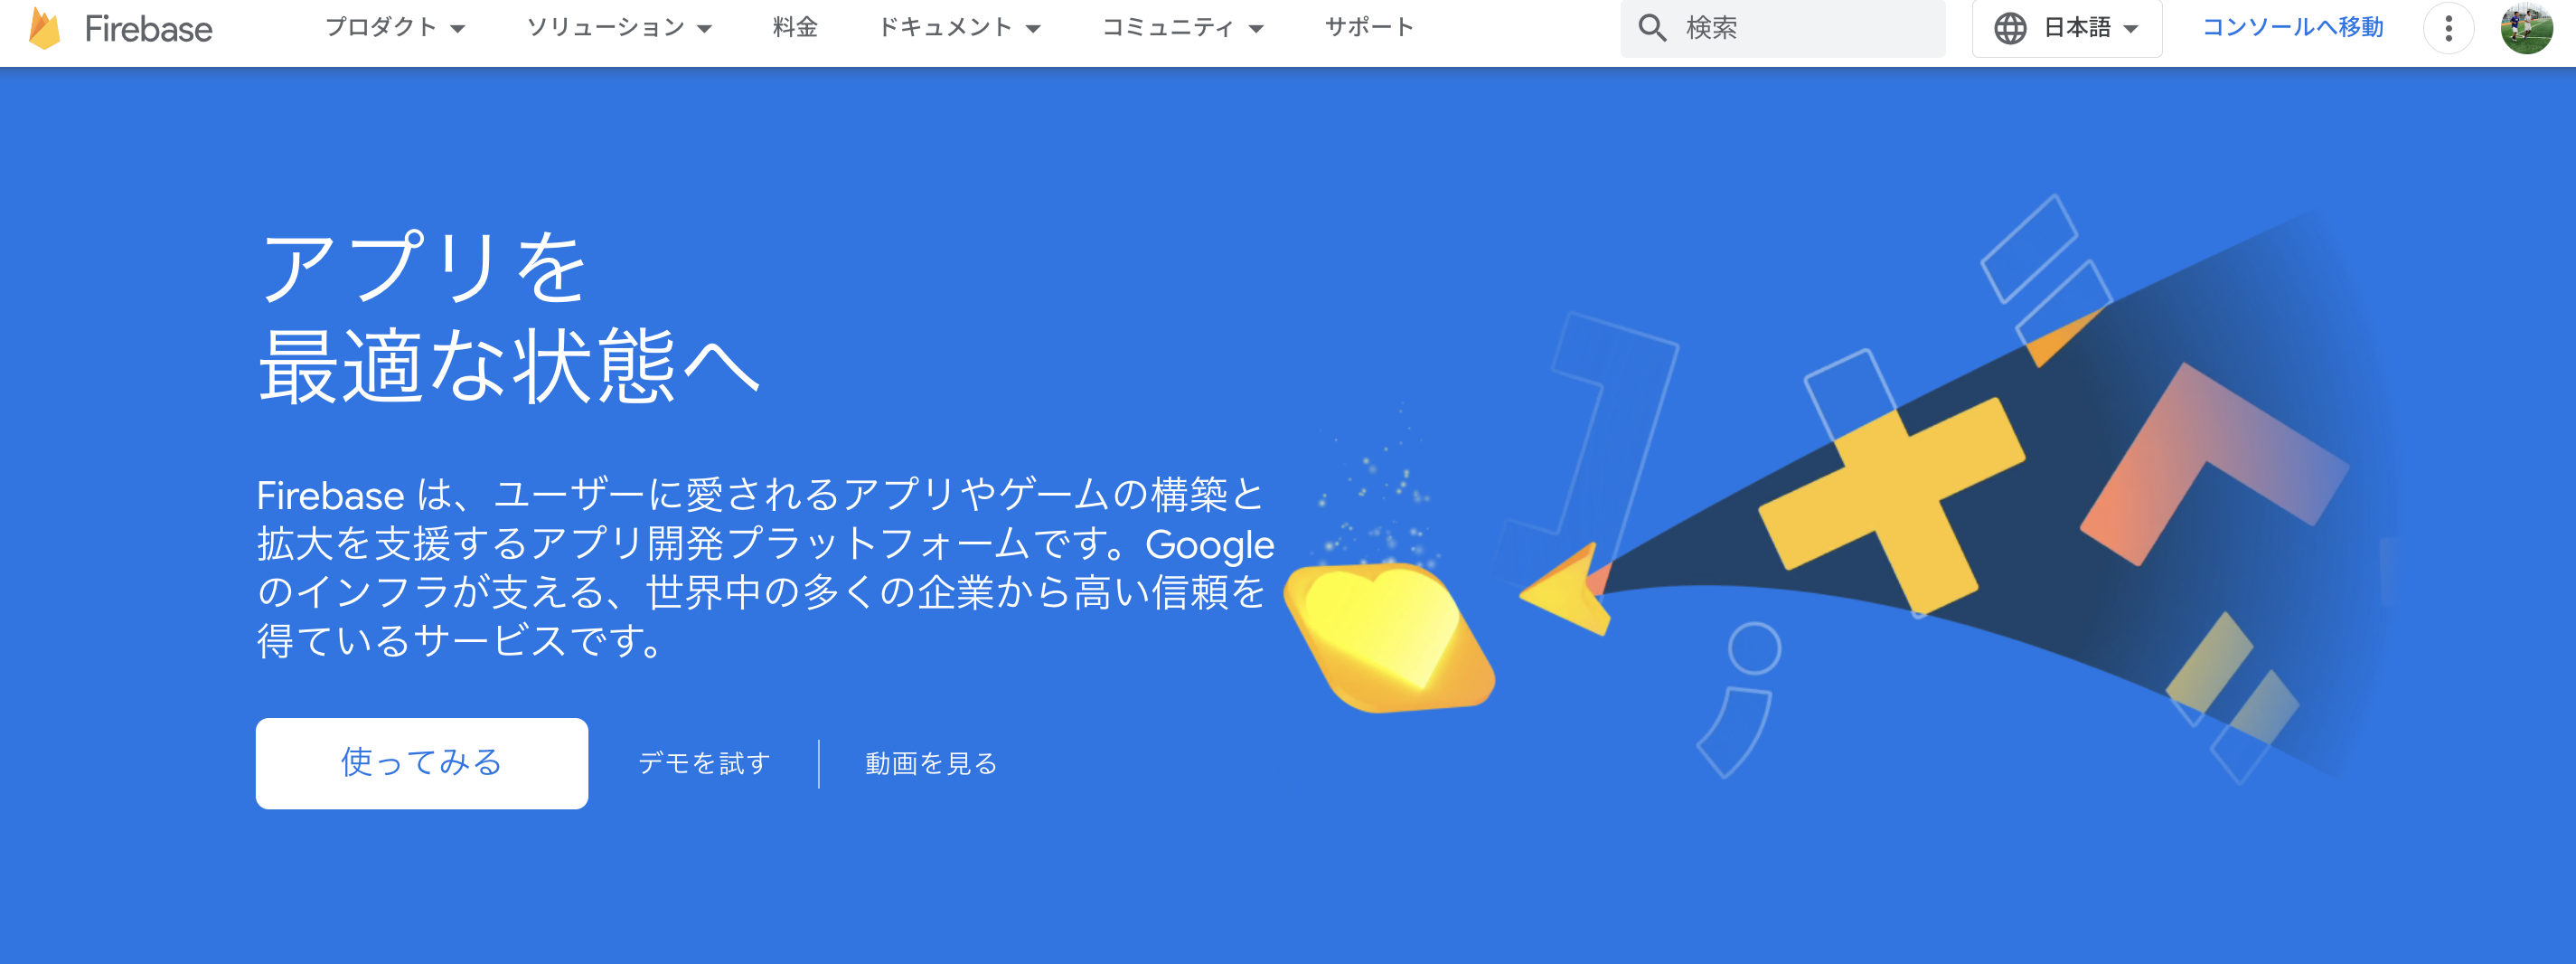 Firebase
プロダクト
ソリューション
料金
ドキュメント
コミュニティ
サポート
検索
日本語
コンソールへ移動
アプリを
最適な状態へ
Firebase は、ユーザーに愛されるアプリやゲームの構築と
拡大を支援するアプリ開発プラットフォームです。Google
のインフラが支える、世界中の多くの企業から高い信頼を
得ているサービスです。
使ってみる
デモを試す
動画を見る